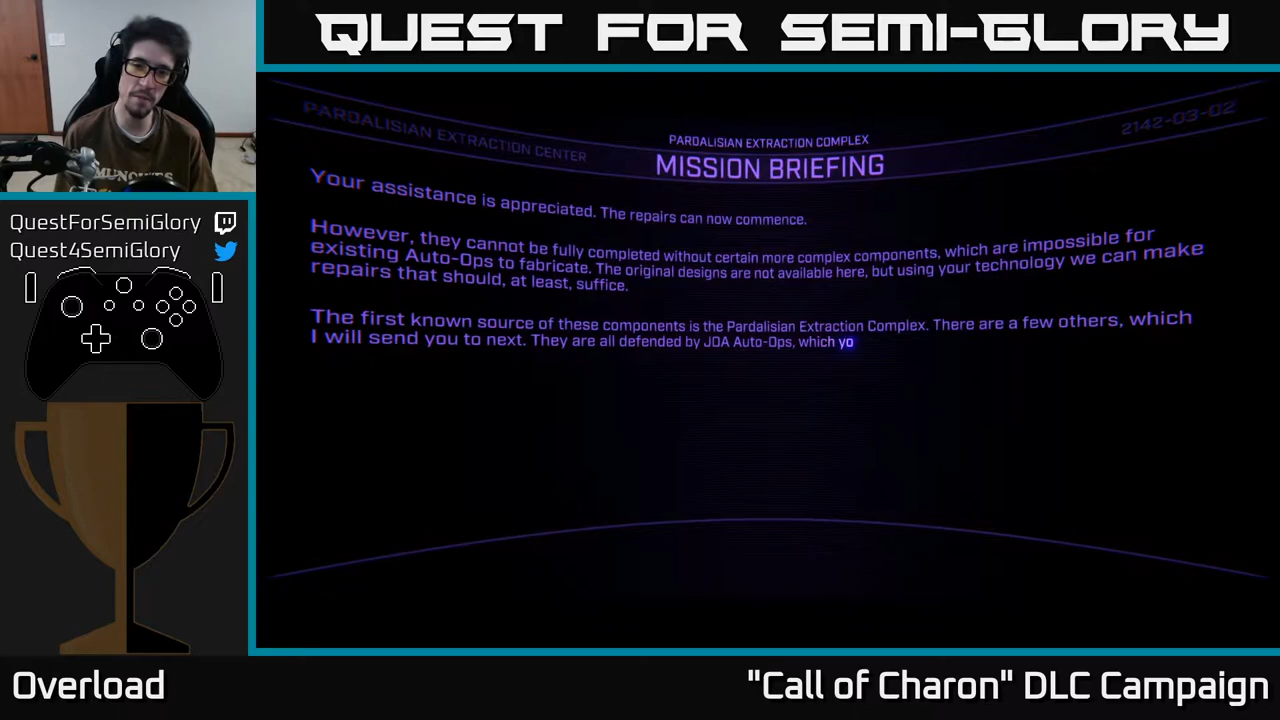 QUEST FOR SEMI-GLORY
QuestForSemiGlory
Quest4SemiGlory
PARDALISIAN EXTRACTION CENTER
2142-03-02
PARDALISIAN EXTRACTION COMPLEX
MISSION BRIEFING
Your assistance is appreciated. The repairs can now commence.
However, they cannot be fully completed without certain more complex components, which are impossible for
existing Auto-Ops to fabricate. The original designs are not available here, but using your technology we can make
repairs that should, at least, suffice.
The first known source of these components is the Pardalisian Extraction Complex. There are a few others, which
I will send you to next. They are all defended by JDA Auto-Ops, which yo
Overload
"Call of Charon" DLC Campaign